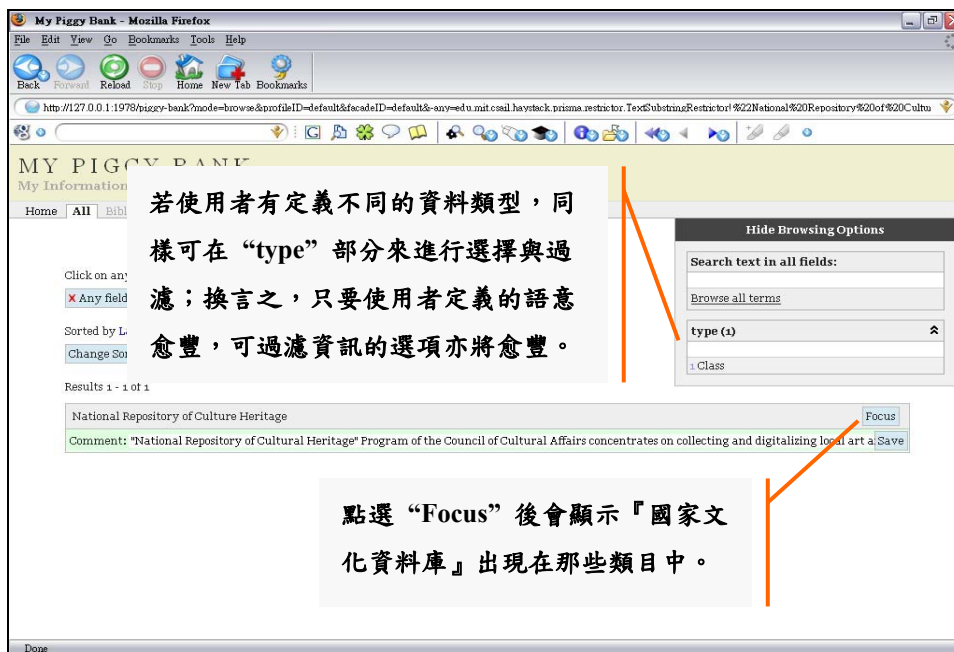 My Piggy Bank - Mozilla Firefox
File Edit View Go Bookmarks Tools Help
Back Forward Reload Stop Home New Tab Bookmarks
http://127.0.0.1:1978/piggy-bank?mode=browse&profileID=default&facadeID=default&-any=edu.mit.csail.haystack.prisma.restrictor.TextSubstringRestrictor!%22National%20Repository%20of%20Cultu
MY PIGGY BANK
My Information
Home All Bibl
若使用者有定義不同的資料類型，同
樣可在“type”部分來進行選擇與過
濾；換言之，只要使用者定義的語意
愈豐，可過濾資訊的選項亦將愈豐。
Hide Browsing Options
Search text in all fields:
Browse all terms
type (1)
1 Class
Click on any
X Any field
Sorted by La
Change Sor
Results 1 - 1 of 1
National Repository of Culture Heritage Focus
Comment: "National Repository of Cultural Heritage" Program of the Council of Cultural Affairs concentrates on collecting and digitalizing local art a Save
點選“Focus”後會顯示『國家文
化資料庫』出現在那些類目中。
Done